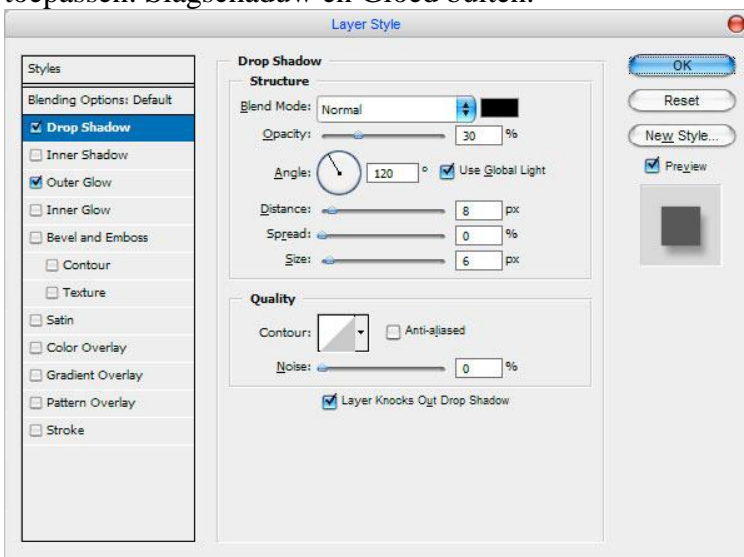 toepassen: Slagschaduw en Gloed buiten.
Layer Style
Styles
Blending Options: Default
Drop Shadow
Inner Shadow
Outer Glow
Inner Glow
Bevel and Emboss
Contour
Texture
Satin
Color Overlay
Gradient Overlay
Pattern Overlay
Stroke
Drop Shadow
Structure
Blend Mode: Normal
Opacity: 30 %
Angle: 120 ° Use Global Light
Distance: 8 px
Spread: 0 %
Size: 6 px
Quality
Contour: Anti-aliased
Noise: 0 %
Layer Knocks Out Drop Shadow
OK
Reset
New Style...
Preview